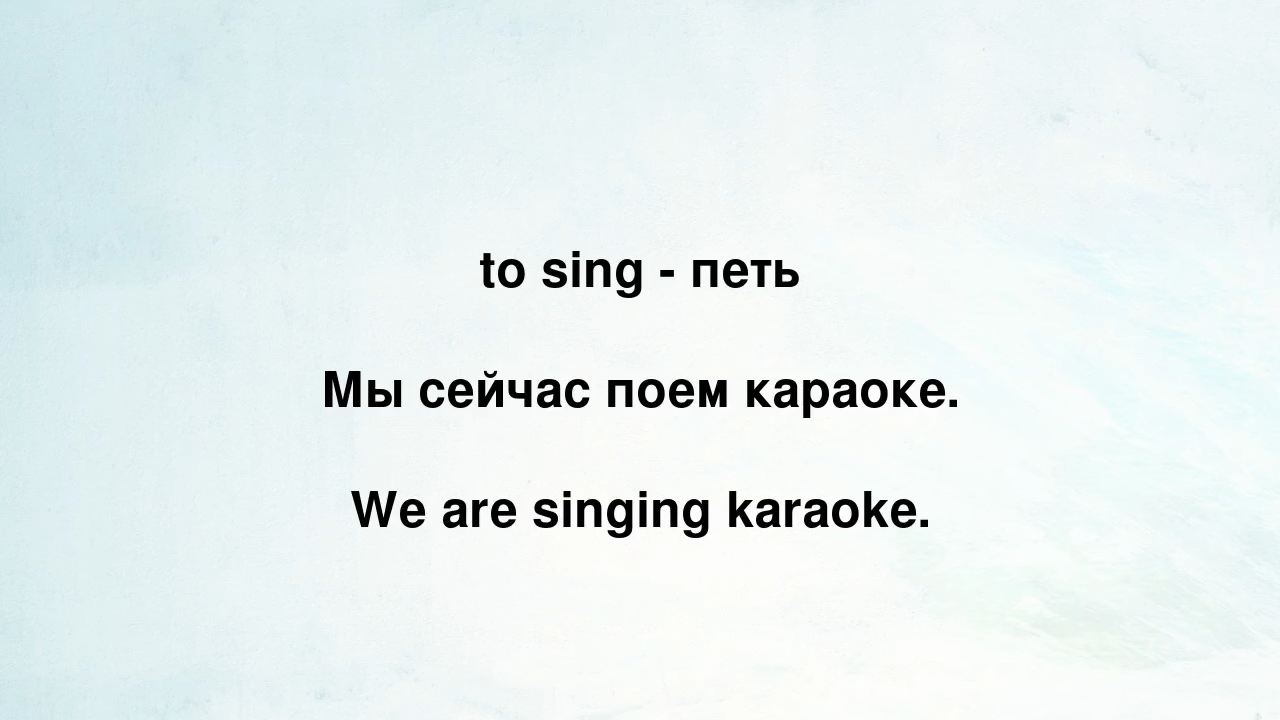 to sing - петь
Мы сейчас поем караоке.
We are singing karaoke.